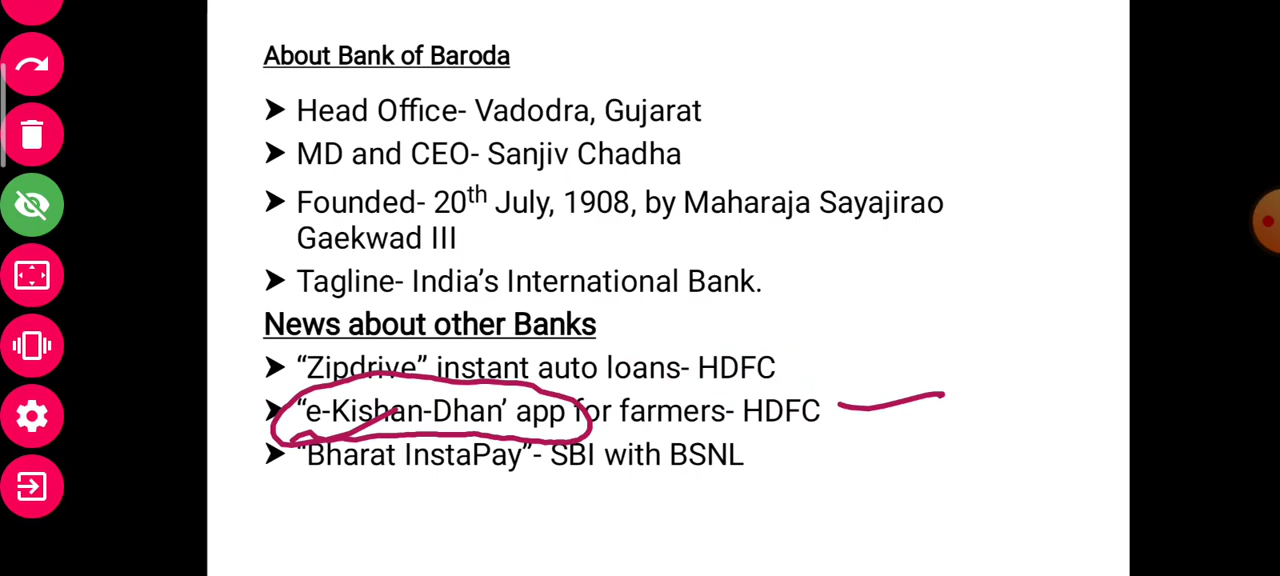 About Bank of Baroda
➤ Head Office- Vadodra, Gujarat
➤ MD and CEO- Sanjiv Chadha
➤ Founded- 20th July, 1908, by Maharaja Sayajirao
Gaekwad III
➤ Tagline- India’s International Bank.
News about other Banks
➤ “Zipdrive” instant auto loans- HDFC
➤ “e-Kishan-Dhan’ app for farmers- HDFC
➤ “Bharat InstaPay”- SBI with BSNL